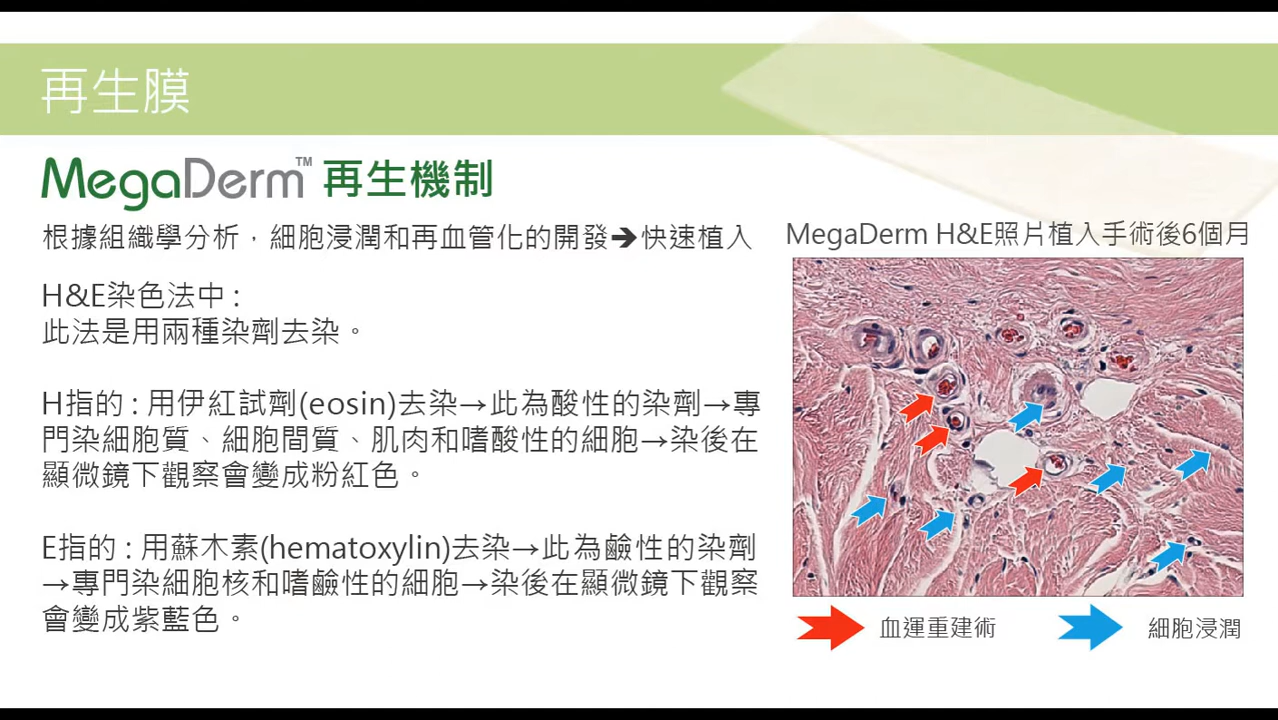 再生膜
MegaDerm™ 再生機制
根據組織學分析，細胞浸潤和再血管化的開發➔快速植入
MegaDerm H&E照片植入手術後6個月
H&E染色法中 :
此法是用兩種染劑去染。
H指的 : 用伊紅試劑(eosin)去染→此為酸性的染劑→專
門染細胞質、細胞間質、肌肉和嗜酸性的細胞→染後在
顯微鏡下觀察會變成粉紅色。
E指的 : 用蘇木素(hematoxylin)去染→此為鹼性的染劑
→專門染細胞核和嗜鹼性的細胞→染後在顯微鏡下觀察
會變成紫藍色。
血運重建術
細胞浸潤